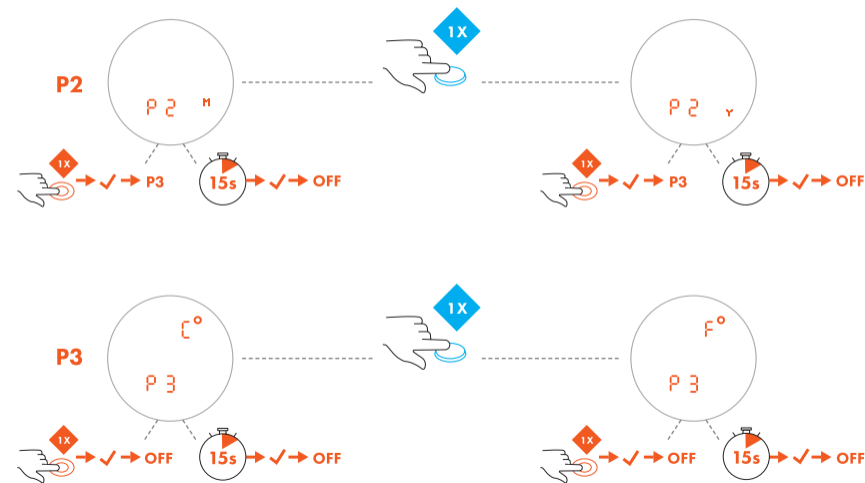 1X
P2
P2 M
P2 Y
1X P3 15s OFF
1X P3 15s OFF
1X
C°
F°
P3
P3
P3
1X OFF 15s OFF
1X OFF 15s OFF